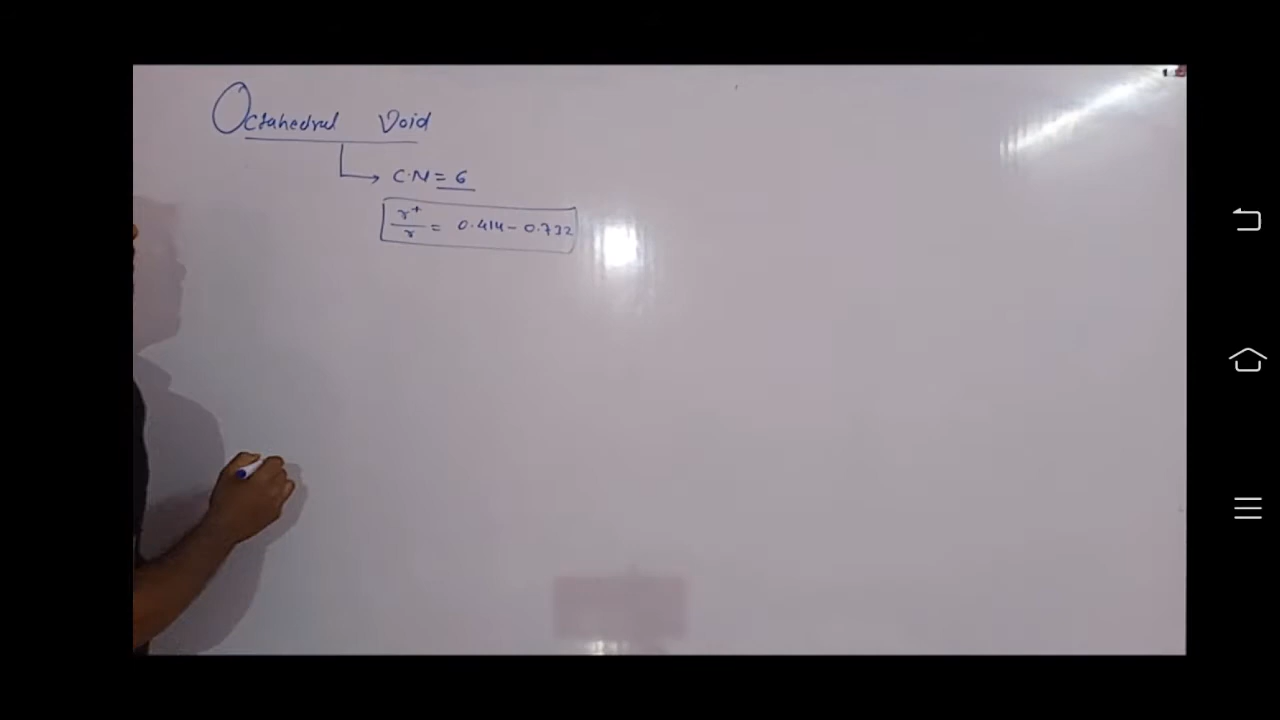 Octahedral Void
C.N = 6
r+/r = 0.414 - 0.732